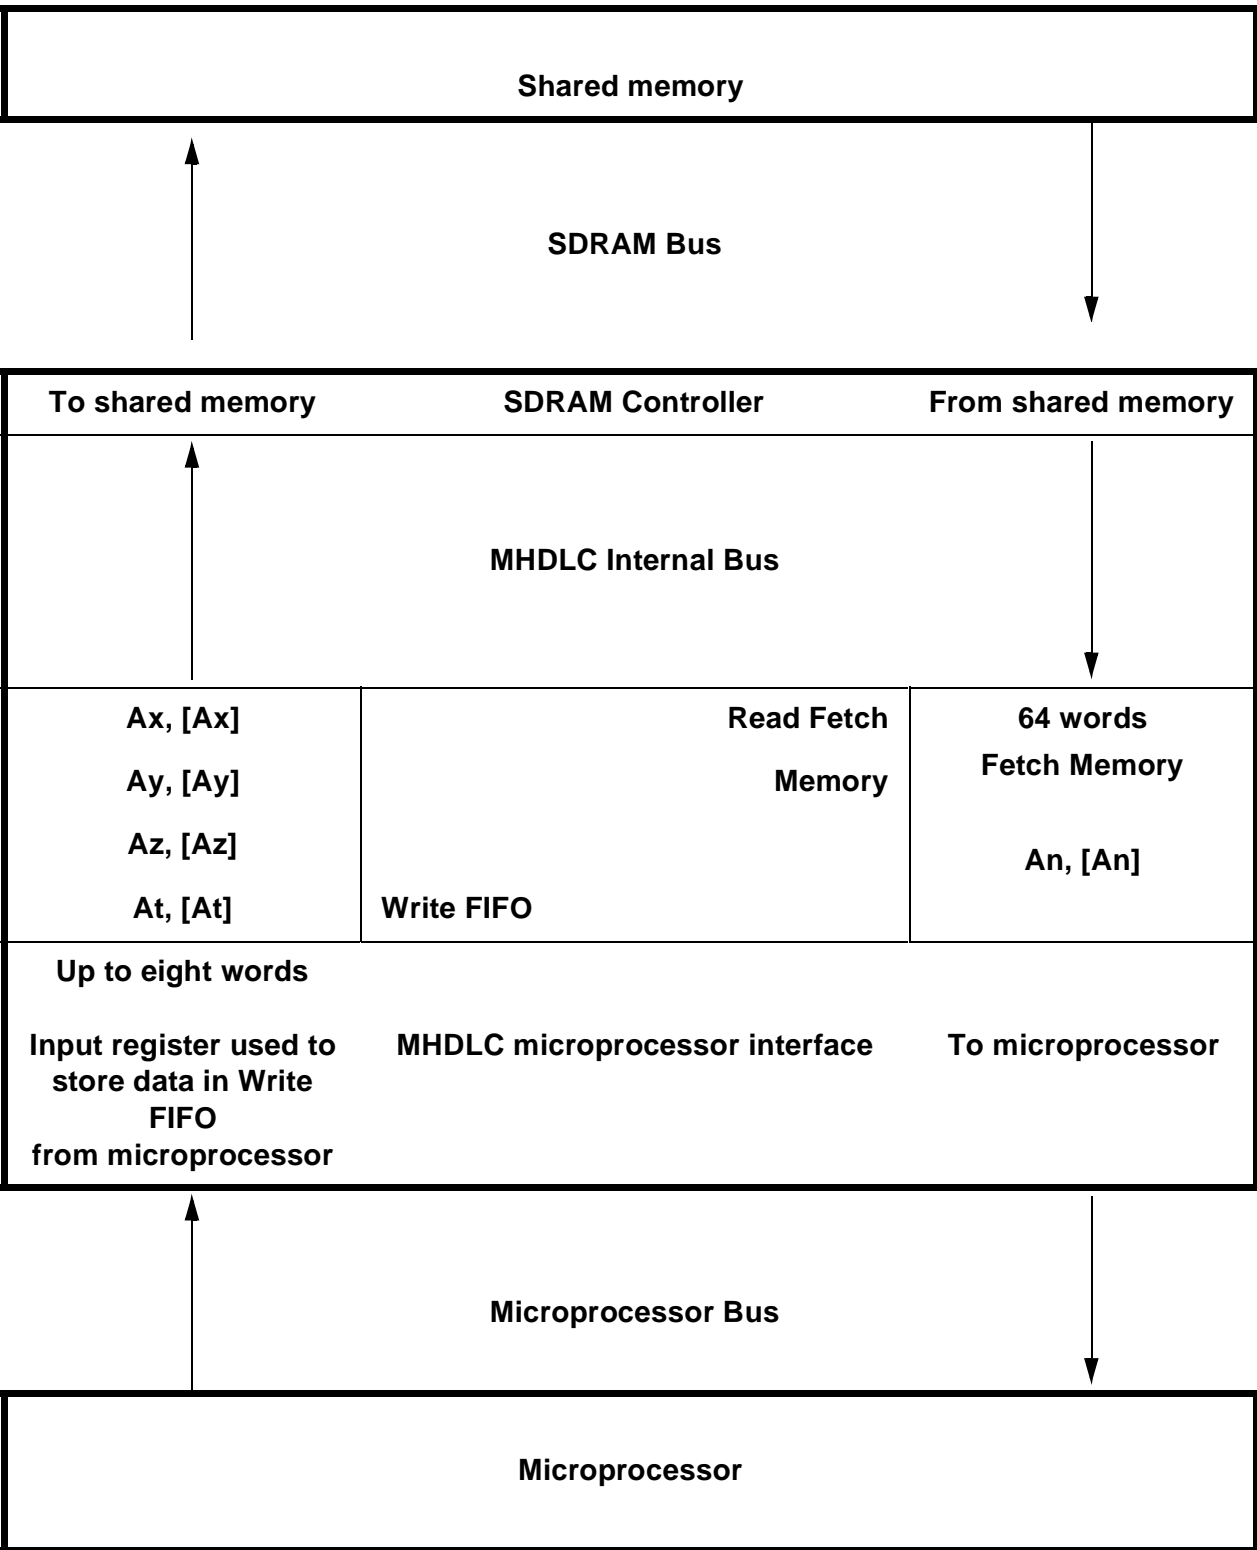 Shared memory
SDRAM Bus
To shared memory
SDRAM Controller
From shared memory
MHDLC Internal Bus
Ax, [Ax]
Ay, [Ay]
Az, [Az]
At, [At]
Read Fetch
Memory
Write FIFO
64 words
Fetch Memory
An, [An]
Up to eight words
Input register used to
store data in Write
FIFO
from microprocessor
MHDLC microprocessor interface
To microprocessor
Microprocessor Bus
Microprocessor